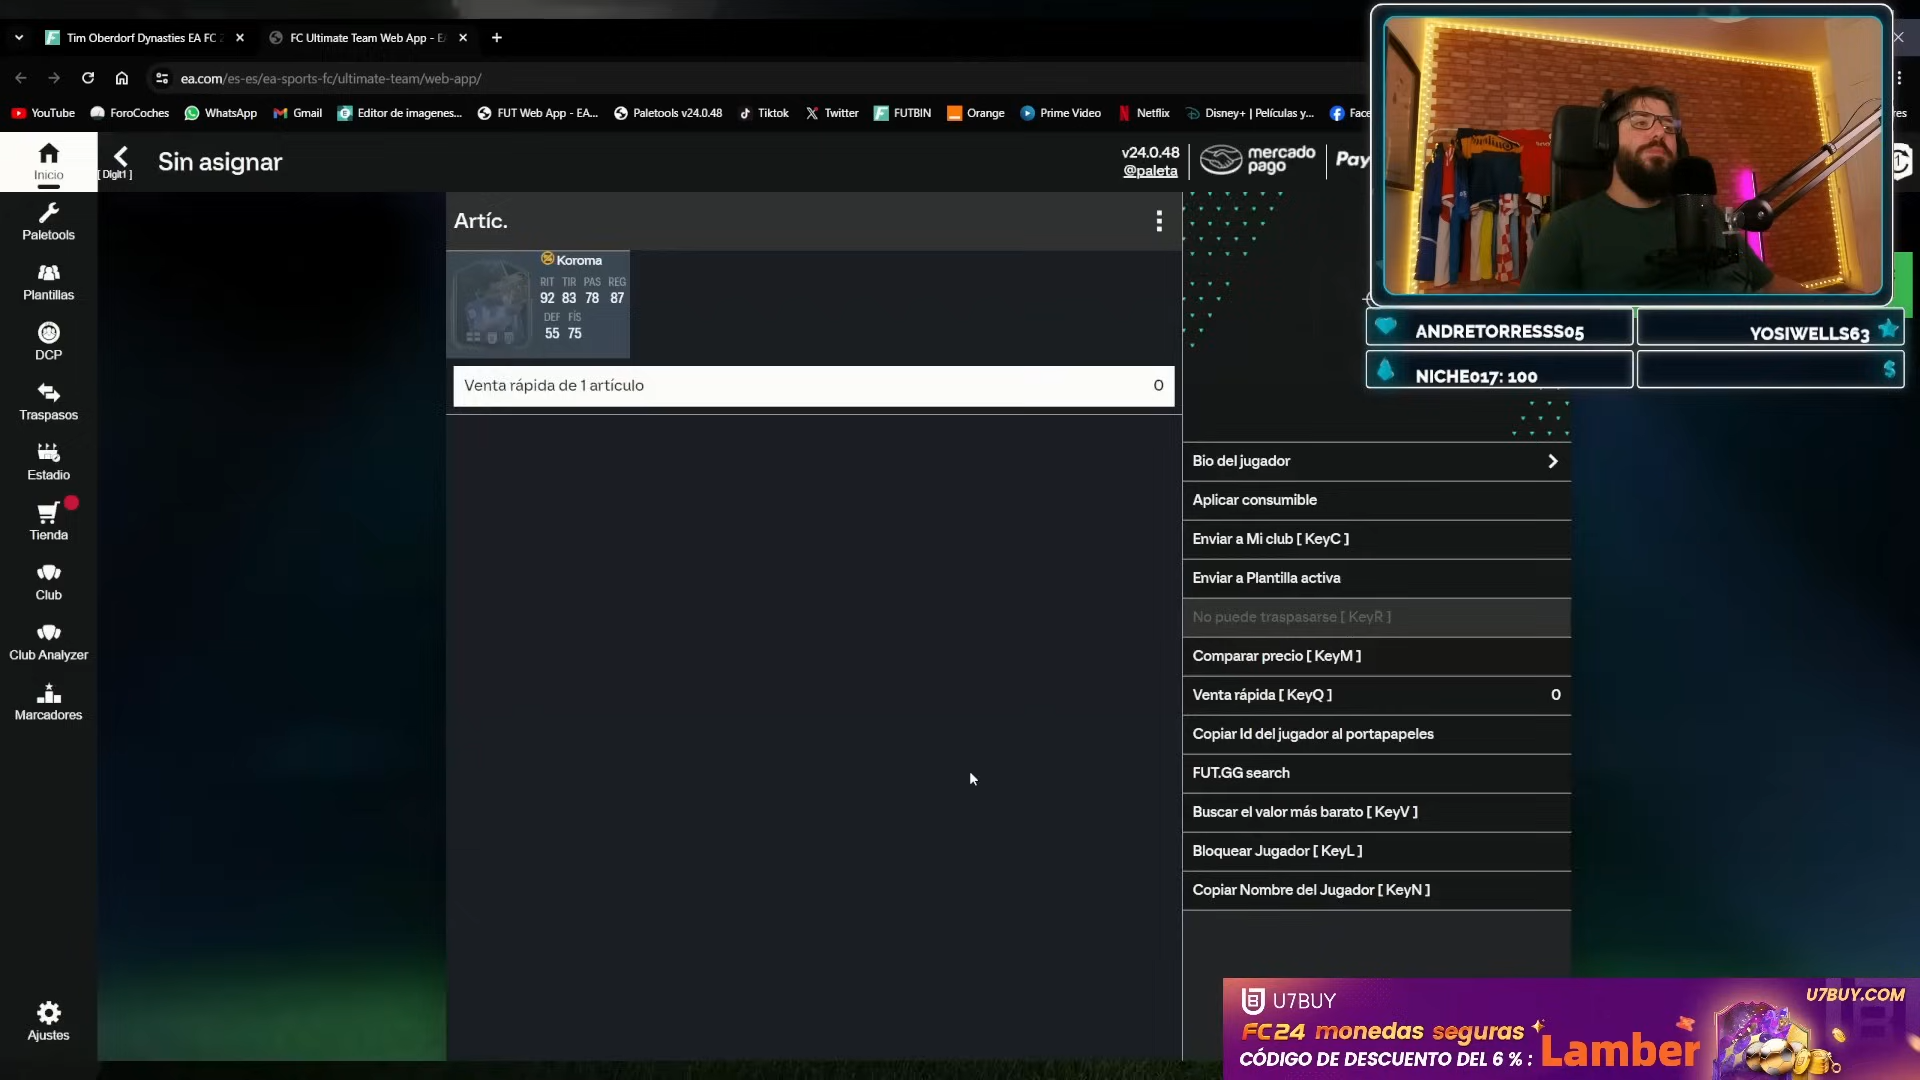 Tim Oberdorf Dynasties EA FC
FC Ultimate Team Web App - E
ea.com/es-es/ea-sports-fc/ultimate-team/web-app/
YouTube
ForoCoches
WhatsApp
Gmail
Editor de imagenes...
FUT Web App - EA...
Paletools v24.0.48
Tiktok
Twitter
FUTBIN
Orange
Prime Video
Netflix
Disney+ | Películas y...
Inicio
[ Digit1 ]
Sin asignar
v24.0.48
@paleta
mercado
pago
Pay
Paletools
Plantillas
DCP
Traspasos
Estadio
Tienda
Club
Club Analyzer
Marcadores
Ajustes
Artíc.
Koroma
RIT TIR PAS REG
92 83 78 87
DEF FÍS
55 75
Venta rápida de 1 artículo 0
Bio del jugador
Aplicar consumible
Enviar a Mi club [ KeyC ]
Enviar a Plantilla activa
No puede traspasarse [ KeyR ]
Comparar precio [ KeyM ]
Venta rápida [ KeyQ ] 0
Copiar Id del jugador al portapapeles
FUT.GG search
Buscar el valor más barato [ KeyV ]
Bloquear Jugador [ KeyL ]
Copiar Nombre del Jugador [ KeyN ]
ANDRETORRESSS05
YOSIWELLS63
NICHE017: 100
U7BUY
U7BUY.COM
FC24 monedas seguras
CÓDIGO DE DESCUENTO DEL 6 % : Lamber